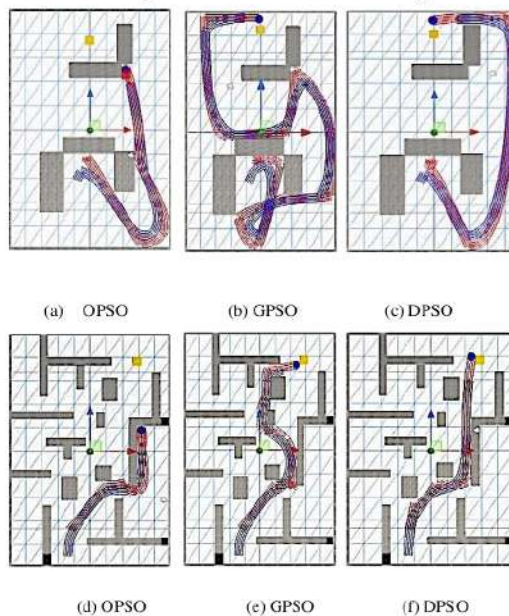 (a) OPSO
(b) GPSO
(c) DPSO
(d) OPSO
(e) GPSO
(f) DPSO